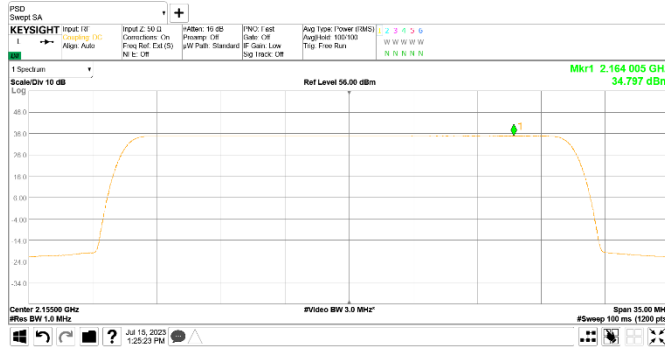 PSD
Swept SA
+
KEYSIGHT
L
Input: RF
Coupling: DC
Align: Auto
Input Z: 50 Ω
Corrections: On
Freq Ref: Ext (S)
NFE: Off
#Atten: 16 dB
Preamp: Off
µW Path: Standard
PNO: Fast
Gate: Off
IF Gain: Low
Sig Track: Off
Avg Type: Power (RMS)
Avg|Hold: 100/100
Trig: Free Run
1 2 3 4 5 6
W W W W W
N N N N N
1 Spectrum
Scale/Div 10 dB
Log
Ref Level 56.00 dBm
Mkr1 2.164 005 GH
34.797 dBm
1
46.0
36.0
26.0
16.0
6.00
-4.00
-14.0
-24.0
-34.0
Center 2.15500 GHz
#Res BW 1.0 MHz
#Video BW 3.0 MHz*
Span 35.00 MH
#Sweep 100 ms (1200 pts
?
Jul 15, 2023
1:25:23 PM